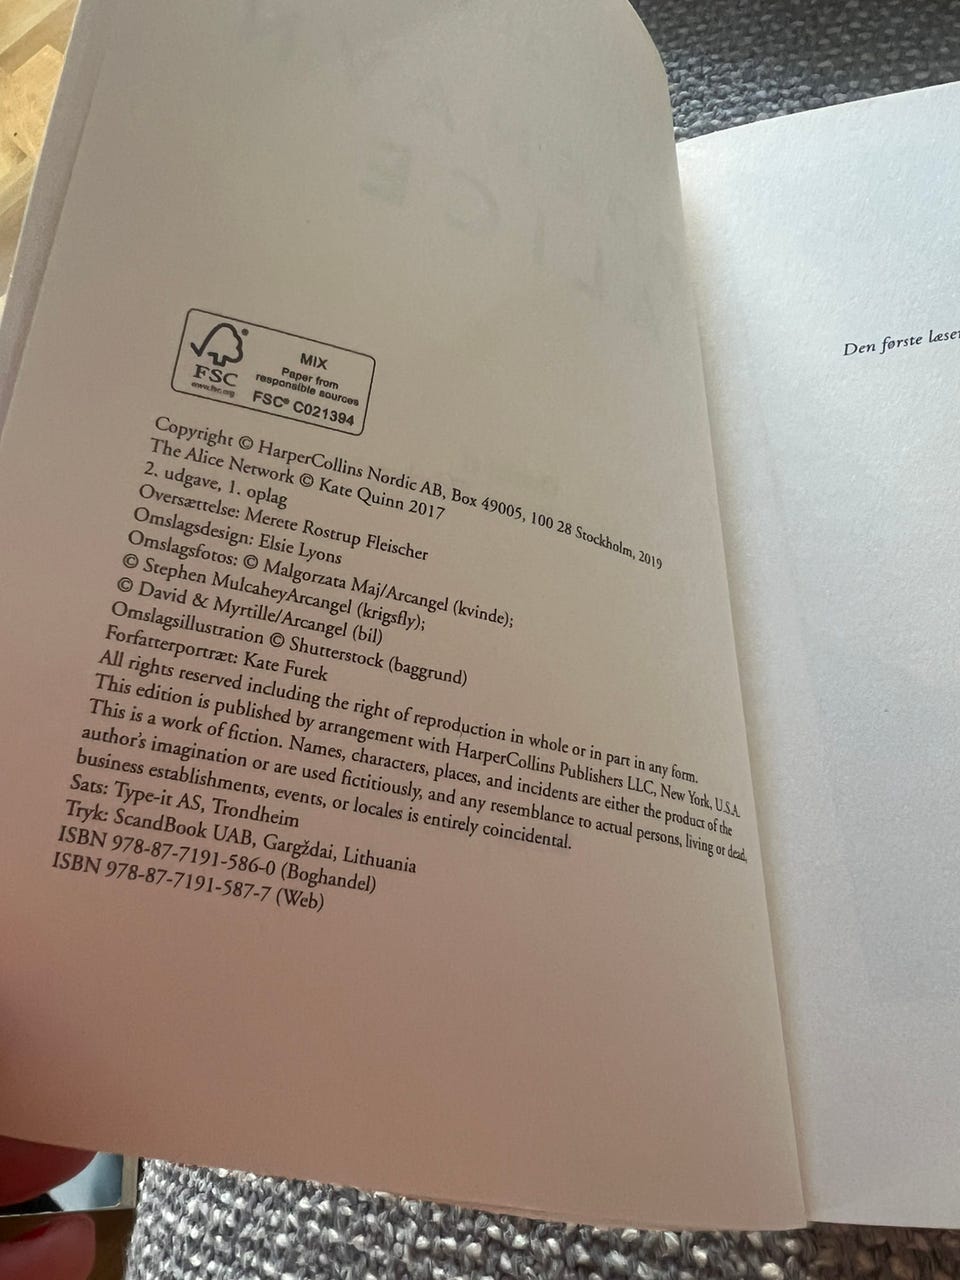 FSC
www.fsc.org
MIX
Paper from
responsible sources
FSC® C021394
Copyright © HarperCollins Nordic AB, Box 49005, 100 28 Stockholm, 2019
The Alice Network © Kate Quinn 2017
2. udgave, 1. oplag
Oversættelse: Merete Rostrup Fleischer
Omslagsdesign: Elsie Lyons
Omslagsfotos: © Malgorzata Maj/Arcangel (kvinde);
© Stephen MulcaheyArcangel (krigsfly);
© David & Myrtille/Arcangel (bil)
Omslagsillustration © Shutterstock (baggrund)
Forfatterportræt: Kate Furek
All rights reserved including the right of reproduction in whole or in part in any form.
This edition is published by arrangement with HarperCollins Publishers LLC, New York, U.S.A.
This is a work of fiction. Names, characters, places, and incidents are either the product of the
author's imagination or are used fictitiously, and any resemblance to actual persons, living or dead,
business establishments, events, or locales is entirely coincidental.
Sats: Type-it AS, Trondheim
Tryk: ScandBook UAB, Gargždai, Lithuania
ISBN 978-87-7191-586-0 (Boghandel)
ISBN 978-87-7191-587-7 (Web)
Den første læser